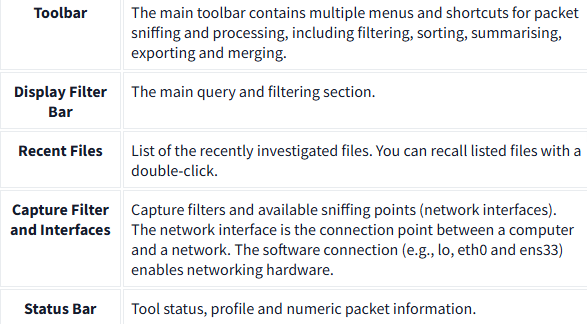 Toolbar
The main toolbar contains multiple menus and shortcuts for packet
sniffing and processing, including filtering, sorting, summarising,
exporting and merging.
Display Filter
Bar
The main query and filtering section.
Recent Files
List of the recently investigated files. You can recall listed files with a
double-click.
Capture Filter
and Interfaces
Capture filters and available sniffing points (network interfaces).
The network interface is the connection point between a computer
and a network. The software connection (e.g., lo, eth0 and ens33)
enables networking hardware.
Status Bar
Tool status, profile and numeric packet information.